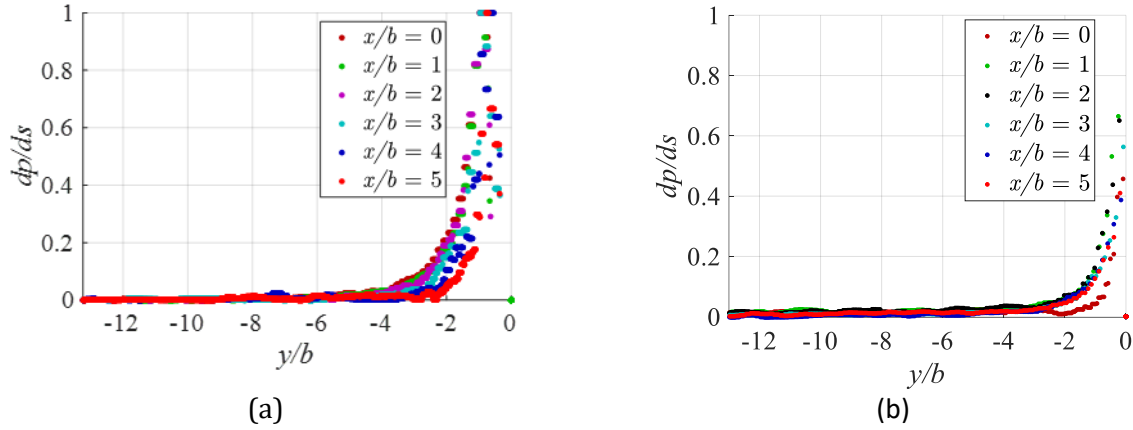 dp/ds
1
0.8
0.6
0.4
0.2
0
x/b = 0
x/b = 1
x/b = 2
x/b = 3
x/b = 4
x/b = 5
-12 -10 -8 -6 -4 -2 0
y/b
(a)
dp/ds
1
0.8
0.6
0.4
0.2
0
x/b = 0
x/b = 1
x/b = 2
x/b = 3
x/b = 4
x/b = 5
-12 -10 -8 -6 -4 -2 0
y/b
(b)